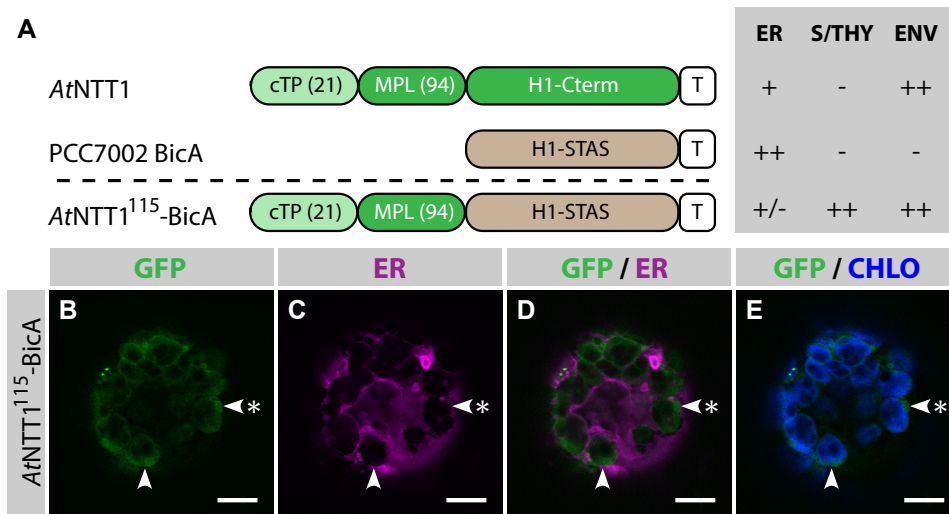 A
ER S/THY ENV
AtNTT1 cTP (21) MPL (94) H1-Cterm T + - ++
PCC7002 BicA H1-STAS T ++ - -
AtNTT1¹¹⁵-BicA cTP (21) MPL (94) H1-STAS T +/- ++ ++
GFP ER GFP / ER GFP / CHLO
AtNTT1¹¹⁵-BicA
B C D E
* * * *